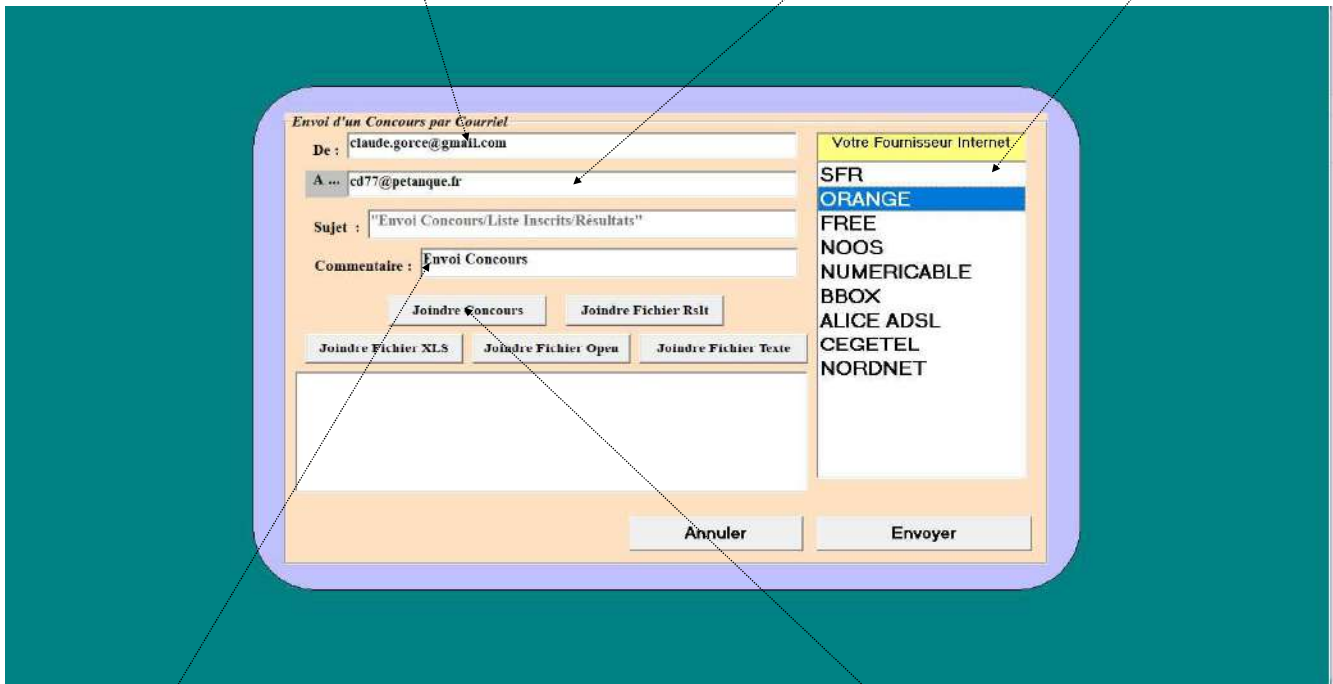 Envoi d'un Concours par Courriel
De : claude.gorce@gmail.com
A ... cd77@petanque.fr
Sujet : "Envoi Concours/Liste Inscrits/Résultats"
Commentaire : Envoi Concours
Joindre Concours Joindre Fichier Rslt
Joindre Fichier XLS Joindre Fichier Open Joindre Fichier Texte
Votre Fournisseur Internet
SFR
ORANGE
FREE
NOOS
NUMERICABLE
BBOX
ALICE ADSL
CEGETEL
NORDNET
Annuler Envoyer